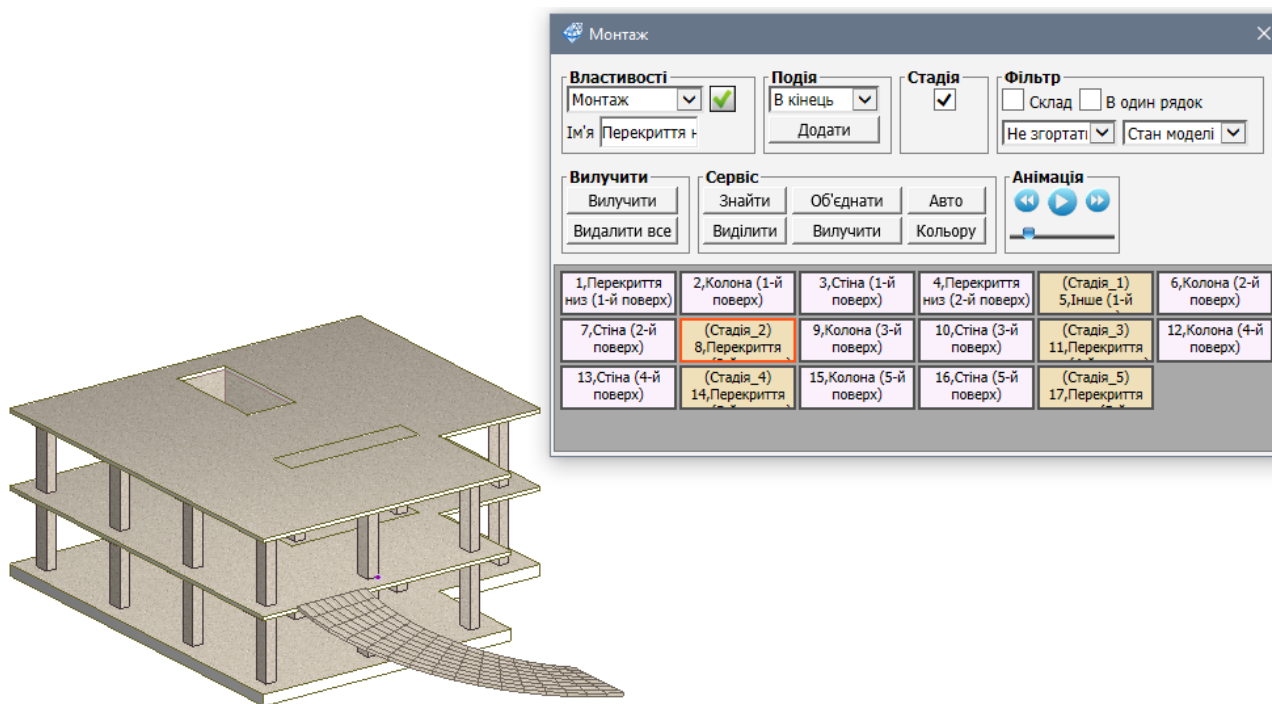 Монтаж
Властивості
Монтаж
Ім'я Перекриття н
Подія
В кінець
Додати
Стадія
Фільтр
Склад В один рядок
Не згортаті Стан моделі
Вилучити
Вилучити
Видалити все
Сервіс
Знайти Об'єднати Авто
Виділити Вилучити Кольору
Анімація
1,Перекриття
низ (1-й поверх)
2,Колона (1-й
поверх)
3,Стіна (1-й
поверх)
4,Перекриття
низ (2-й поверх)
(Стадія_1)
5,Інше (1-й
6,Колона (2-й
поверх)
7,Стіна (2-й
поверх)
(Стадія_2)
8,Перекриття
9,Колона (3-й
поверх)
10,Стіна (3-й
поверх)
(Стадія_3)
11,Перекриття
12,Колона (4-й
поверх)
13,Стіна (4-й
поверх)
(Стадія_4)
14,Перекриття
15,Колона (5-й
поверх)
16,Стіна (5-й
поверх)
(Стадія_5)
17,Перекриття